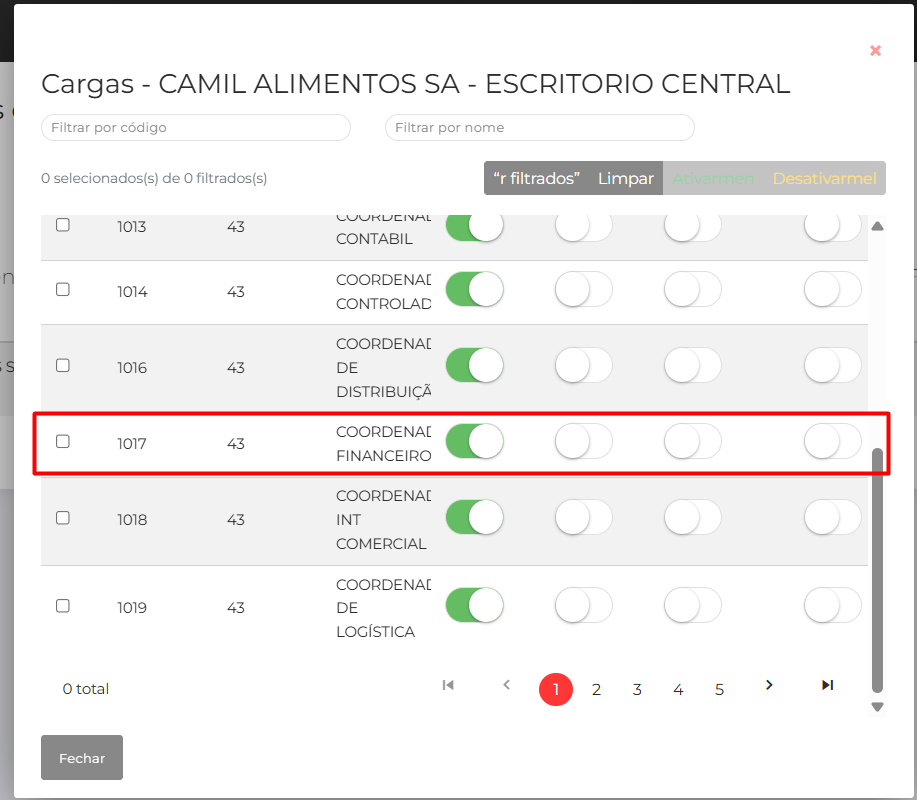 Cargas - CAMIL ALIMENTOS SA - ESCRITORIO CENTRAL
Filtrar por código
Filtrar por nome
0 selecionados(s) de 0 filtrados(s)
“r filtrados”
Limpar
Ativarmen
Desativarmel
1013
43
COORDENAD
CONTABIL
1014
43
COORDENAD
CONTROLAD
1016
43
COORDENAD
DE
DISTRIBUIÇÃ
1017
43
COORDENAD
FINANCEIRO
1018
43
COORDENAD
INT
COMERCIAL
1019
43
COORDENAD
DE
LOGÍSTICA
0 total
1
2
3
4
5
Fechar